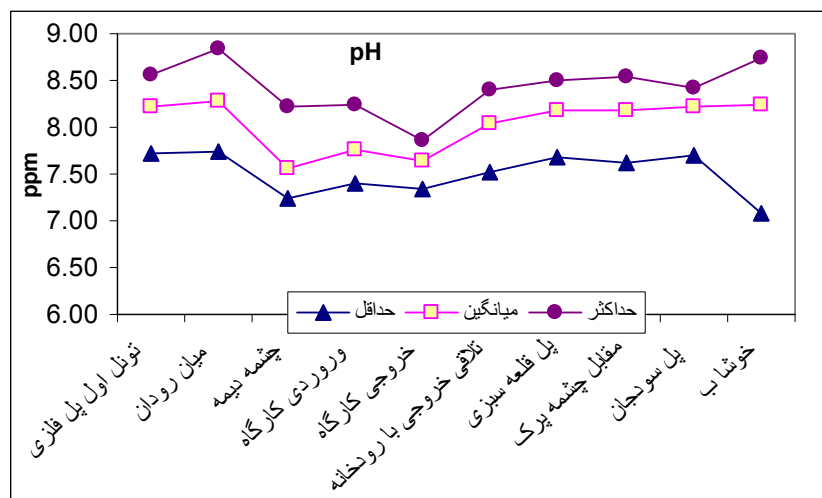 pH
ppm
9.00
8.50
8.00
7.50
7.00
6.50
6.00
حداقل میانگین حداکثر
تونل اول پل فلزی
میان رودان
چشمه دیمه
وروردی کارگاه
خروجی کارگاه
تلاقی خروجی با رودخانه
پل قلعه سبزی
مقابل چشمه پرک
پل سودجان
خوشا ب